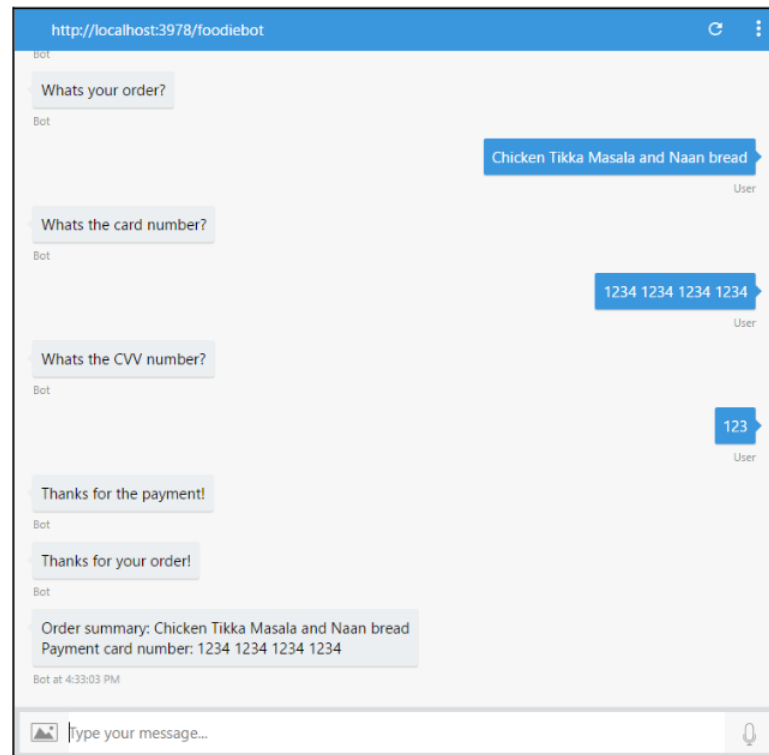 http://localhost:3978/foodiebot
Bot
Whats your order?
Bot
Chicken Tikka Masala and Naan bread
User
Whats the card number?
Bot
1234 1234 1234 1234
User
Whats the CVV number?
Bot
123
User
Thanks for the payment!
Bot
Thanks for your order!
Bot
Order summary: Chicken Tikka Masala and Naan bread
Payment card number: 1234 1234 1234 1234
Bot at 4:33:03 PM
Type your message...